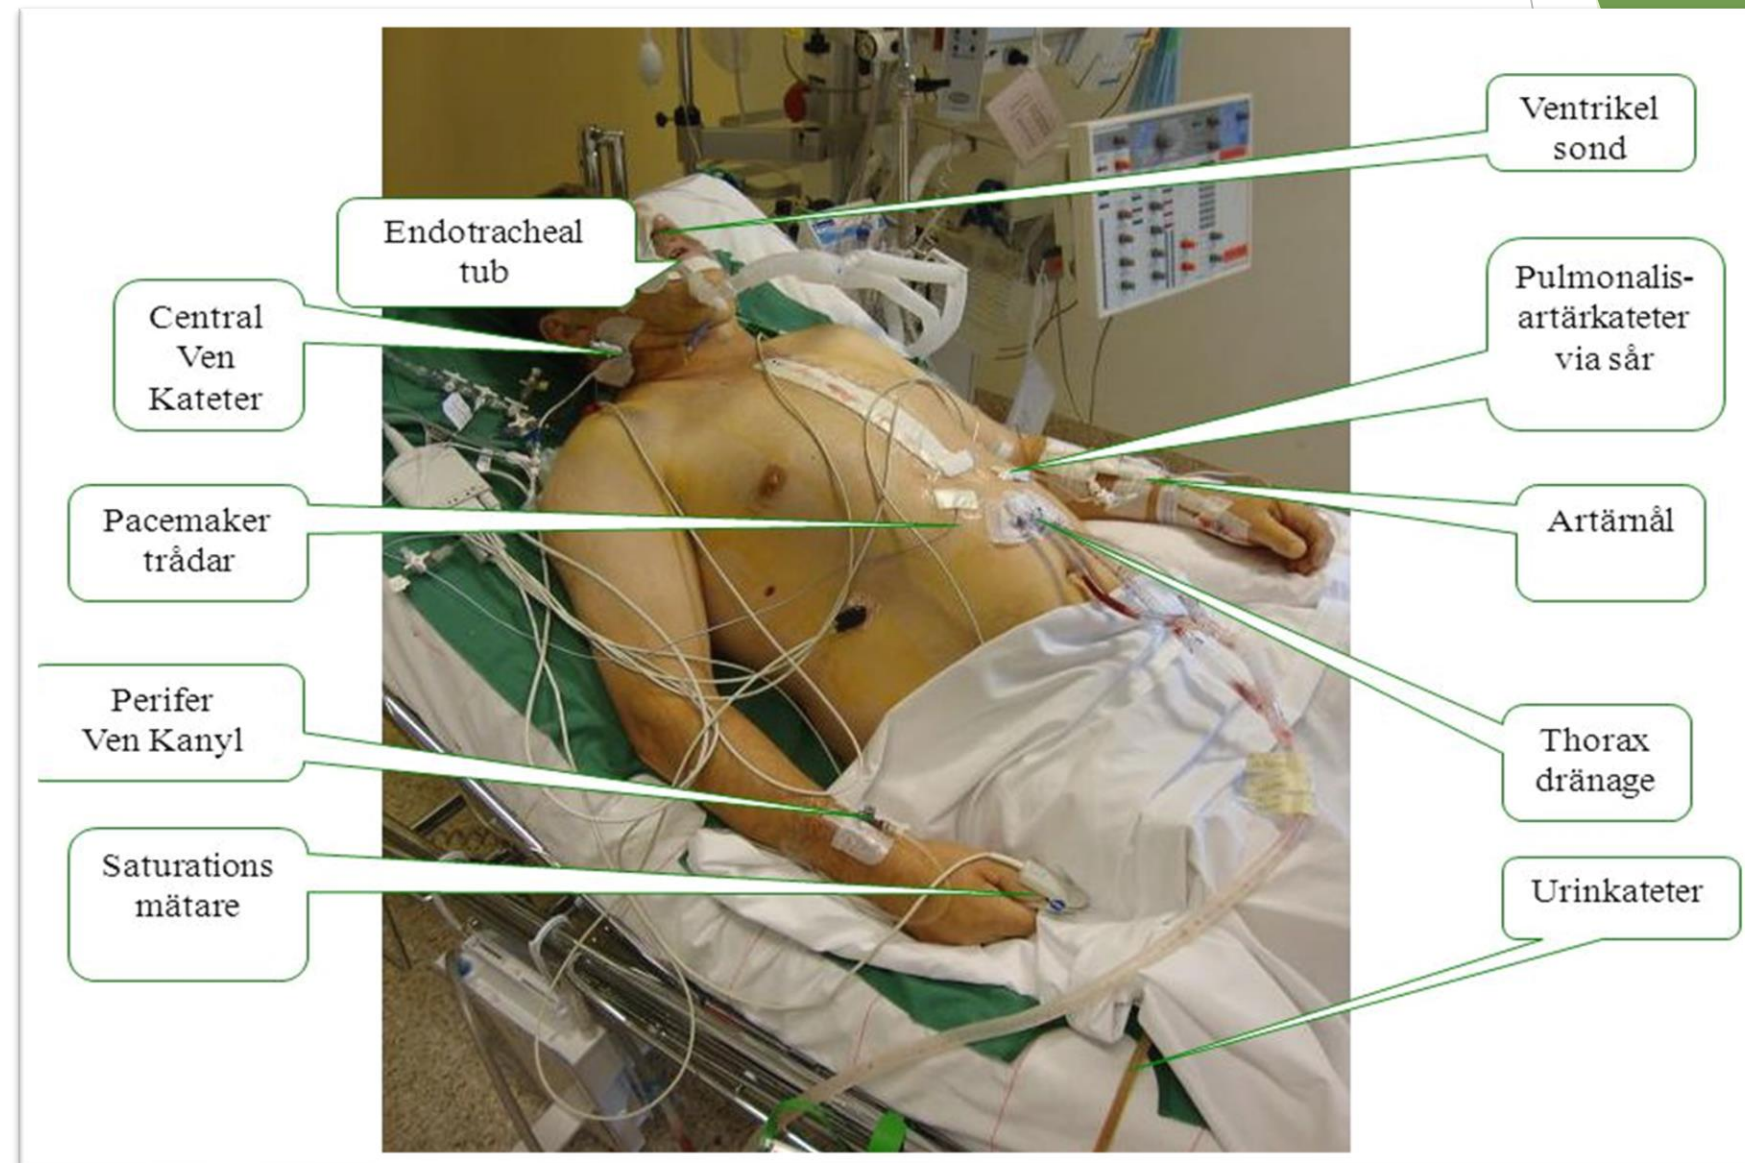 Ventrikel
sond
Endotracheal
tub
Central
Ven
Kateter
Pulmonalis-
artärkateter
via sår
Pacemaker
trådar
Artärnål
Perifer
Ven Kanyl
Thorax
dränage
Saturations
mätare
Urinkateter